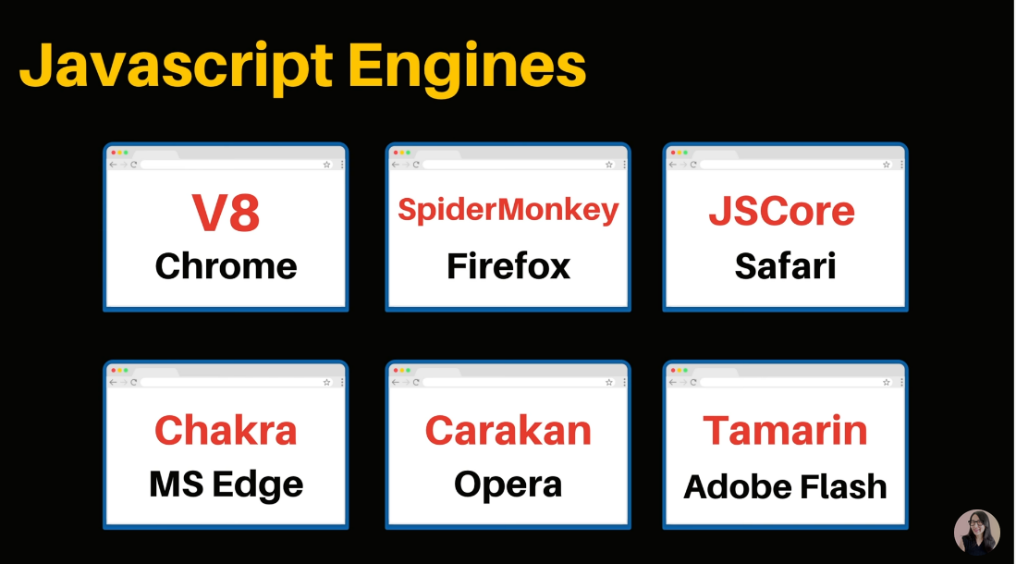 Javascript Engines
V8
Chrome
SpiderMonkey
Firefox
JSCore
Safari
Chakra
MS Edge
Carakan
Opera
Tamarin
Adobe Flash